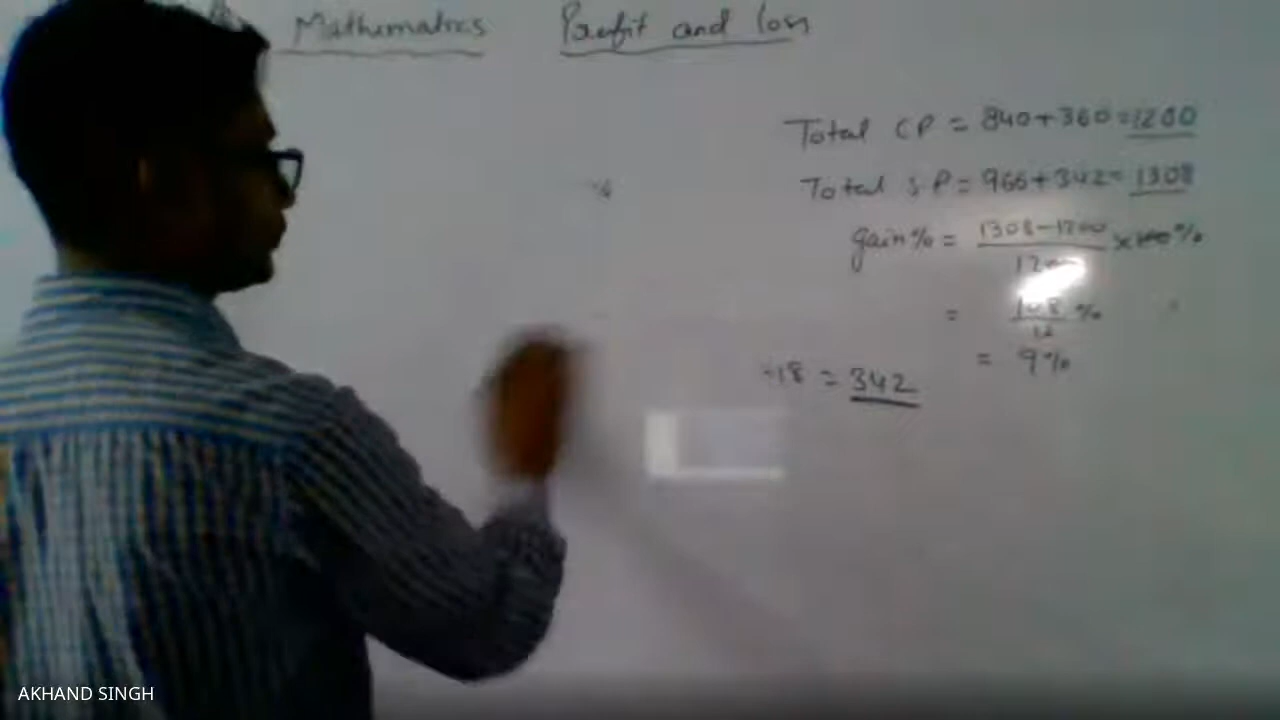 Mathematics Profit and loss
Total CP = 840+360=1200
Total S.P = 966+342= 1308
gain% = 1308-1200/1200 ×100%
= 108/12 %
= 9%
-18 = 342
AKHAND SINGH